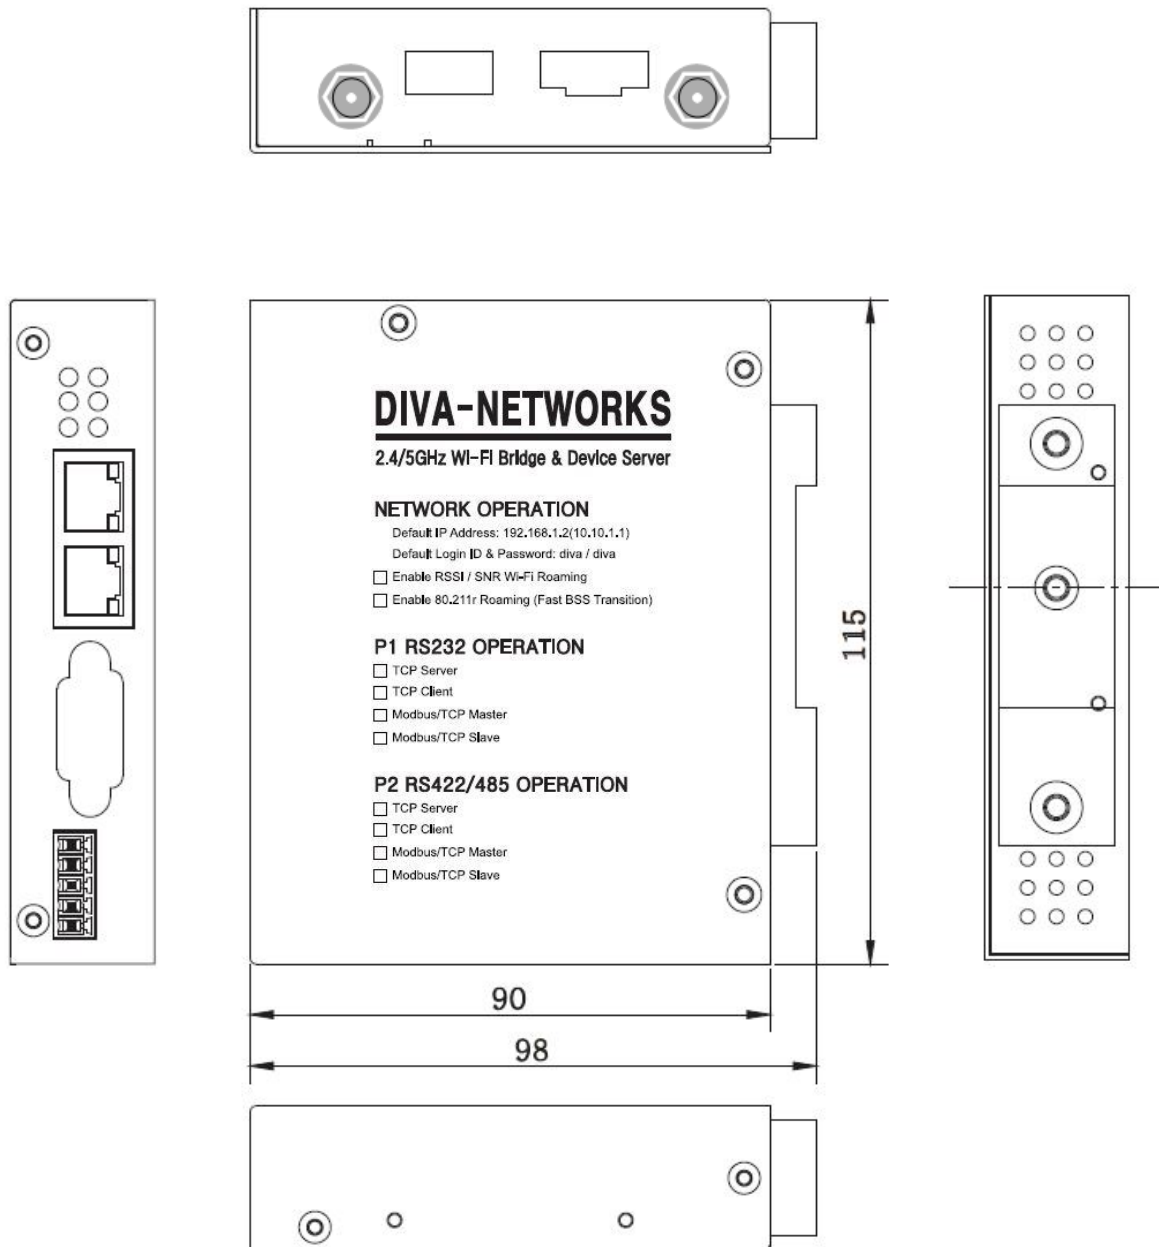 DIVA-NETWORKS
2.4/5GHz Wi-Fi Bridge & Device Server
NETWORK OPERATION
Default IP Address: 192.168.1.2(10.10.1.1)
Default Login ID & Password: diva / diva
Enable RSSI / SNR Wi-Fi Roaming
Enable 80.211r Roaming (Fast BSS Transition)
P1 RS232 OPERATION
TCP Server
TCP Client
Modbus/TCP Master
Modbus/TCP Slave
P2 RS422/485 OPERATION
TCP Server
TCP Client
Modbus/TCP Master
Modbus/TCP Slave
115
90
98